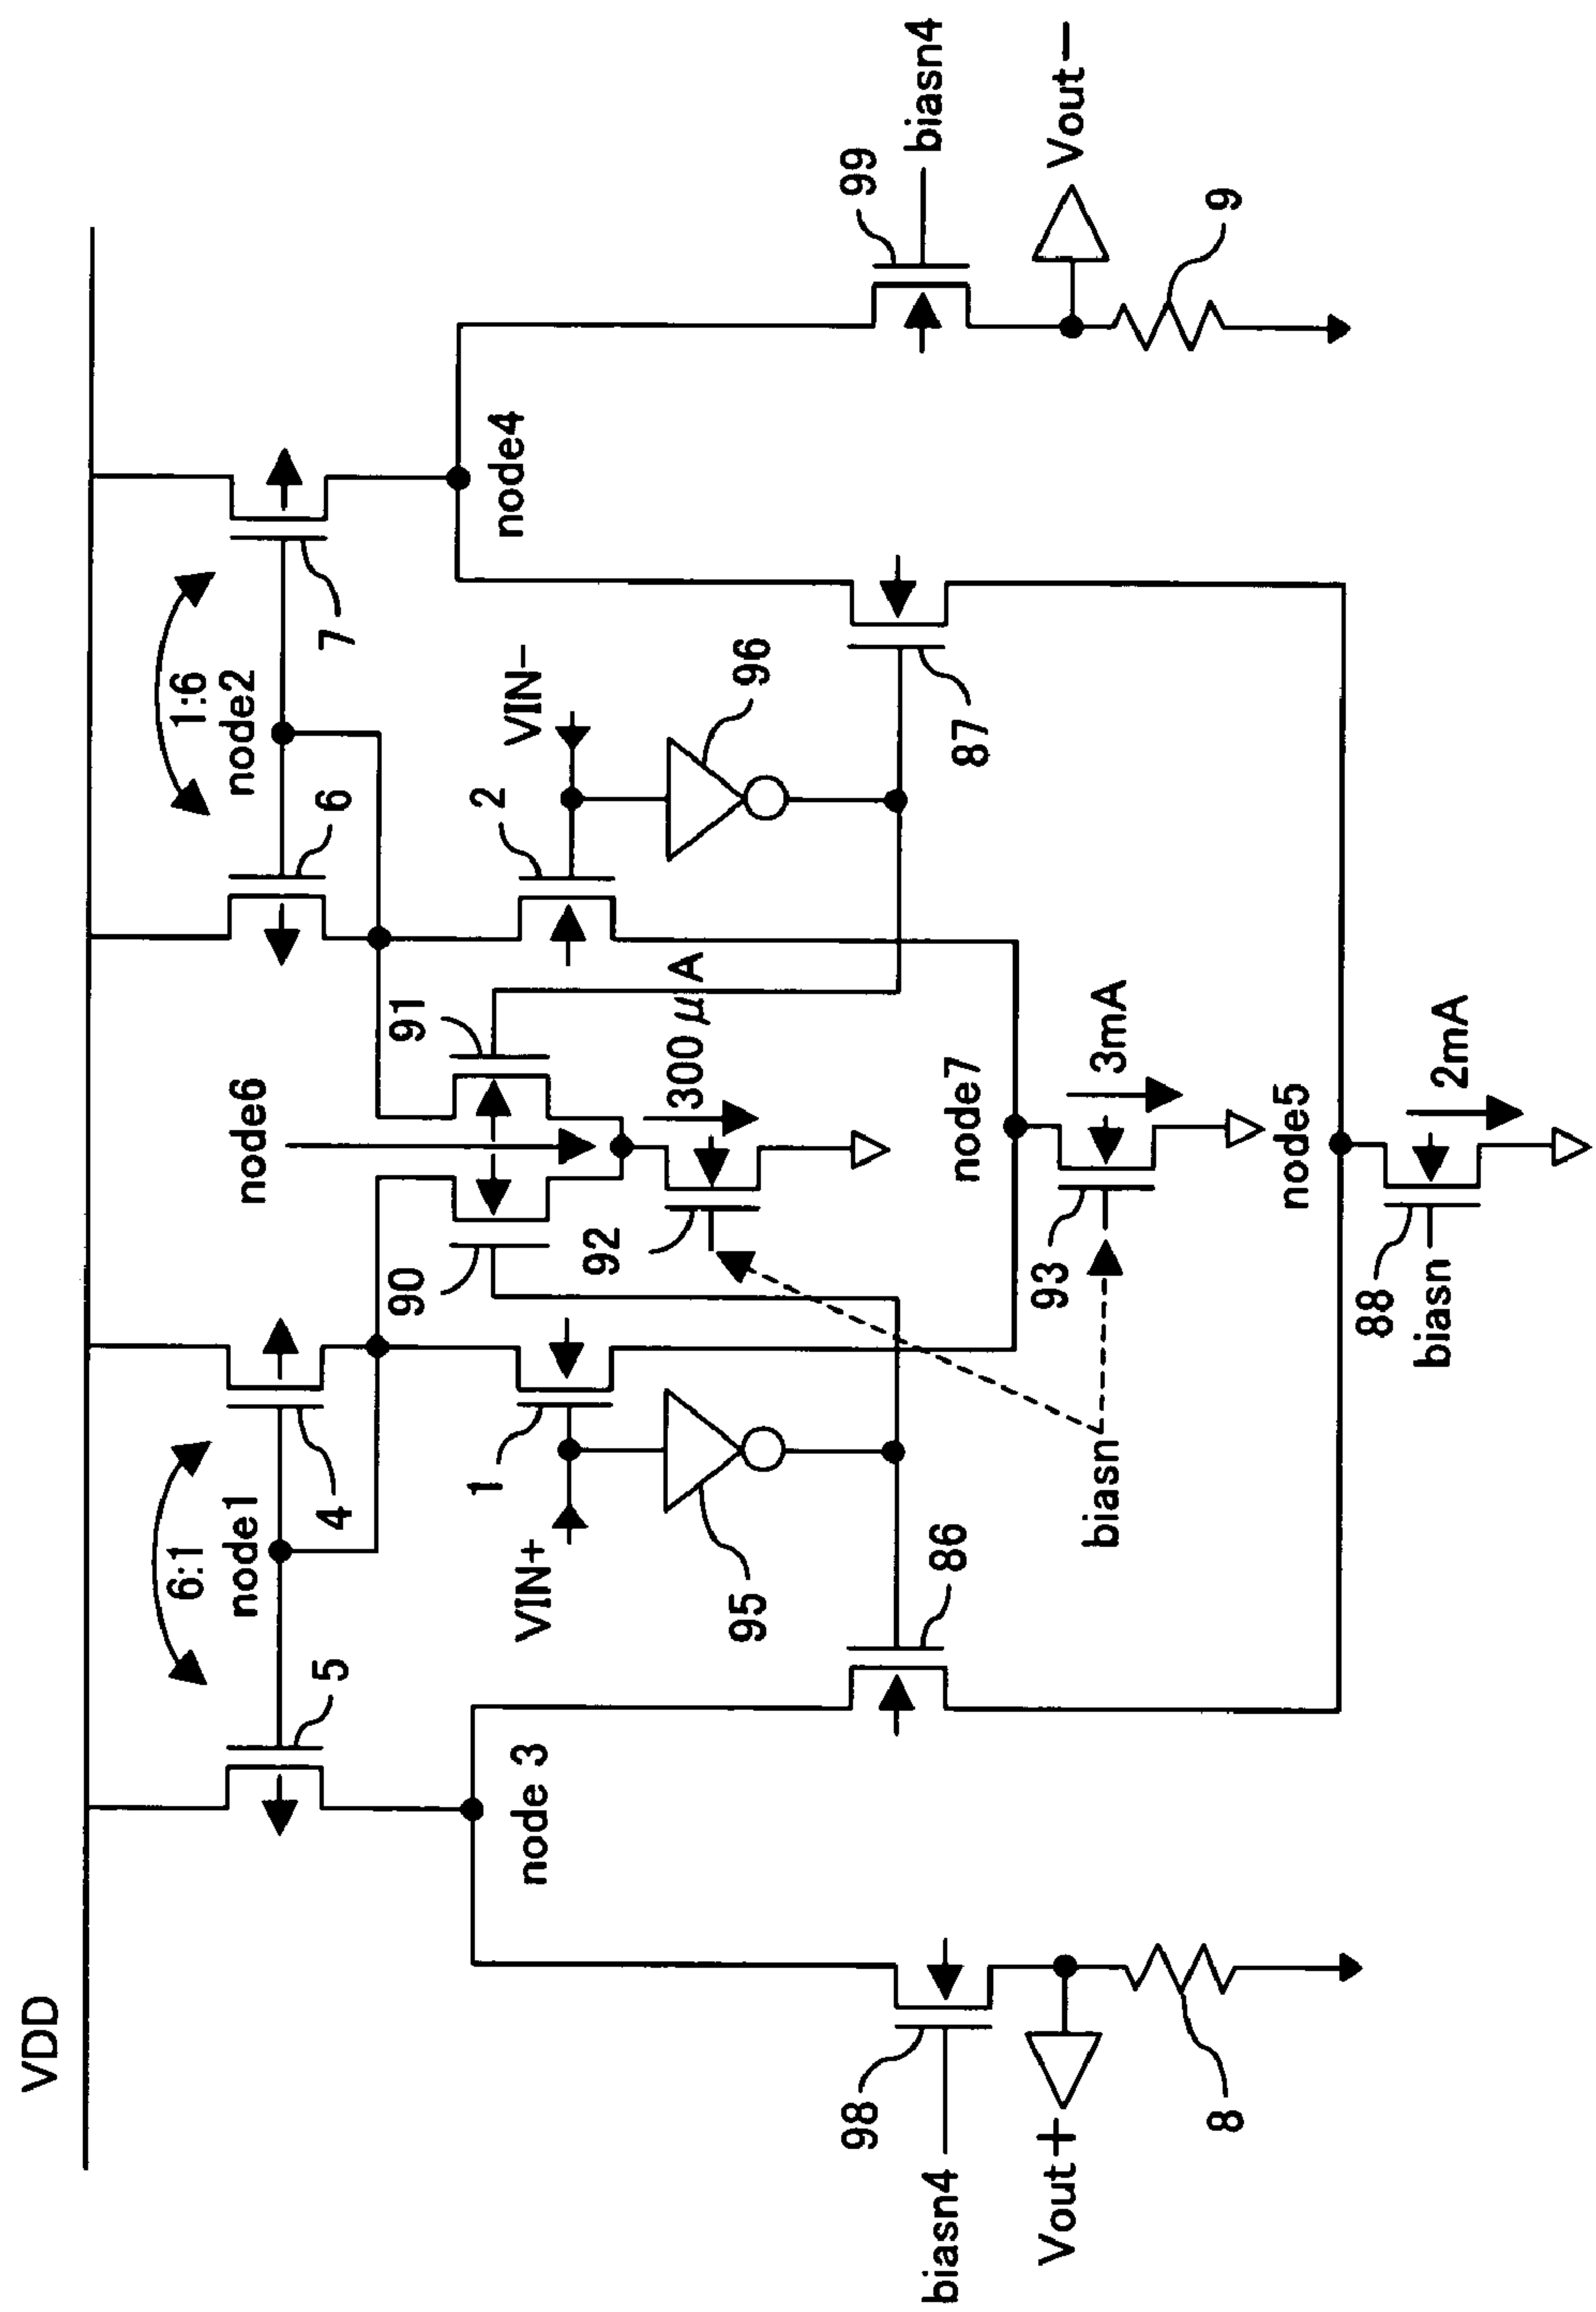 VDD
6:1
1:6
node1
node2
5
4
6
7
node6
90
91
node 3
node4
VIN+
1
2
VIN−
300μA
92
95
96
86
87
98
99
biasn4
biasn4
node7
93
3mA
biasn
Vout+
Vout−
8
9
node5
88
2mA
biasn